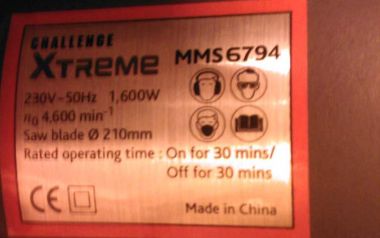 CHALLENGE
XTREME MMS6794
230V~50Hz 1,600W
n0 4,600 min⁻¹
Saw blade Ø 210mm
Rated operating time : On for 30 mins/
Off for 30 mins
CE
Made in China